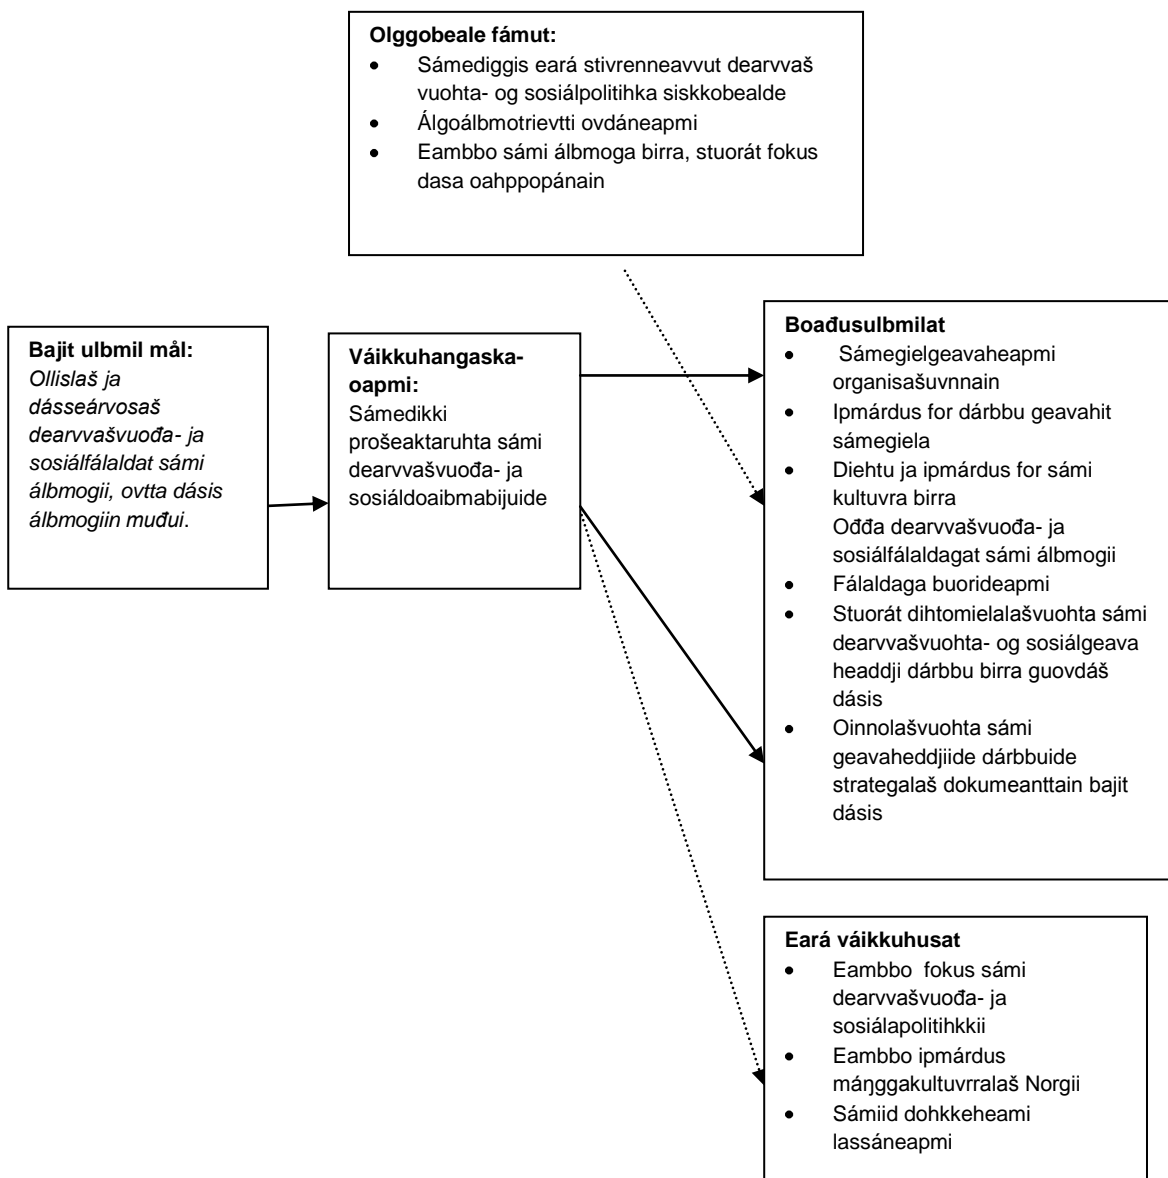 Olggobeale fámut:
• Sámediggis eará stivrenneavvut dearvvaš
vuohta- og sosiálpolitihka siskkobealde
• Álgoálbmotrievtti ovdáneapmi
• Eambbo sámi álbmoga birra, stuorát fokus
dasa oahppopánain
Bajit ulbmil mål:
Ollislaš ja
dásseárvosaš
dearvvašvuođa- ja
sosiálfálaldat sámi
álbmogii, ovtta dásis
álbmogiin muđui.
Váikkuhangaska-
oapmi:
Sámedikki
prošeaktaruhta sámi
dearvvašvuođa- ja
sosiáldoaibmabijuide
Boađusulbmilat
• Sámegielgeavaheapmi
organisašuvnnain
• Ipmárdus for dárbbu geavahit
sámegiela
• Diehtu ja ipmárdus for sámi
kultuvra birra
Ođđa dearvvašvuođa- ja
sosiálfálaldagat sámi álbmogii
• Fálaldaga buorideapmi
• Stuorát dihtomielalašvuohta sámi
dearvvašvuohta- og sosiálgeava
headdji dárbbu birra guovdáš
dásis
• Oinnolašvuohta sámi
geavaheddjiide dárbbuide
strategalaš dokumeanttain bajit
dásis
Eará váikkuhusat
• Eambbo fokus sámi
dearvvašvuođa- ja
sosiálapolitihkkii
• Eambbo ipmárdus
máŋggakultuvrralaš Norgii
• Sámiid dohkkeheami
lassáneapmi